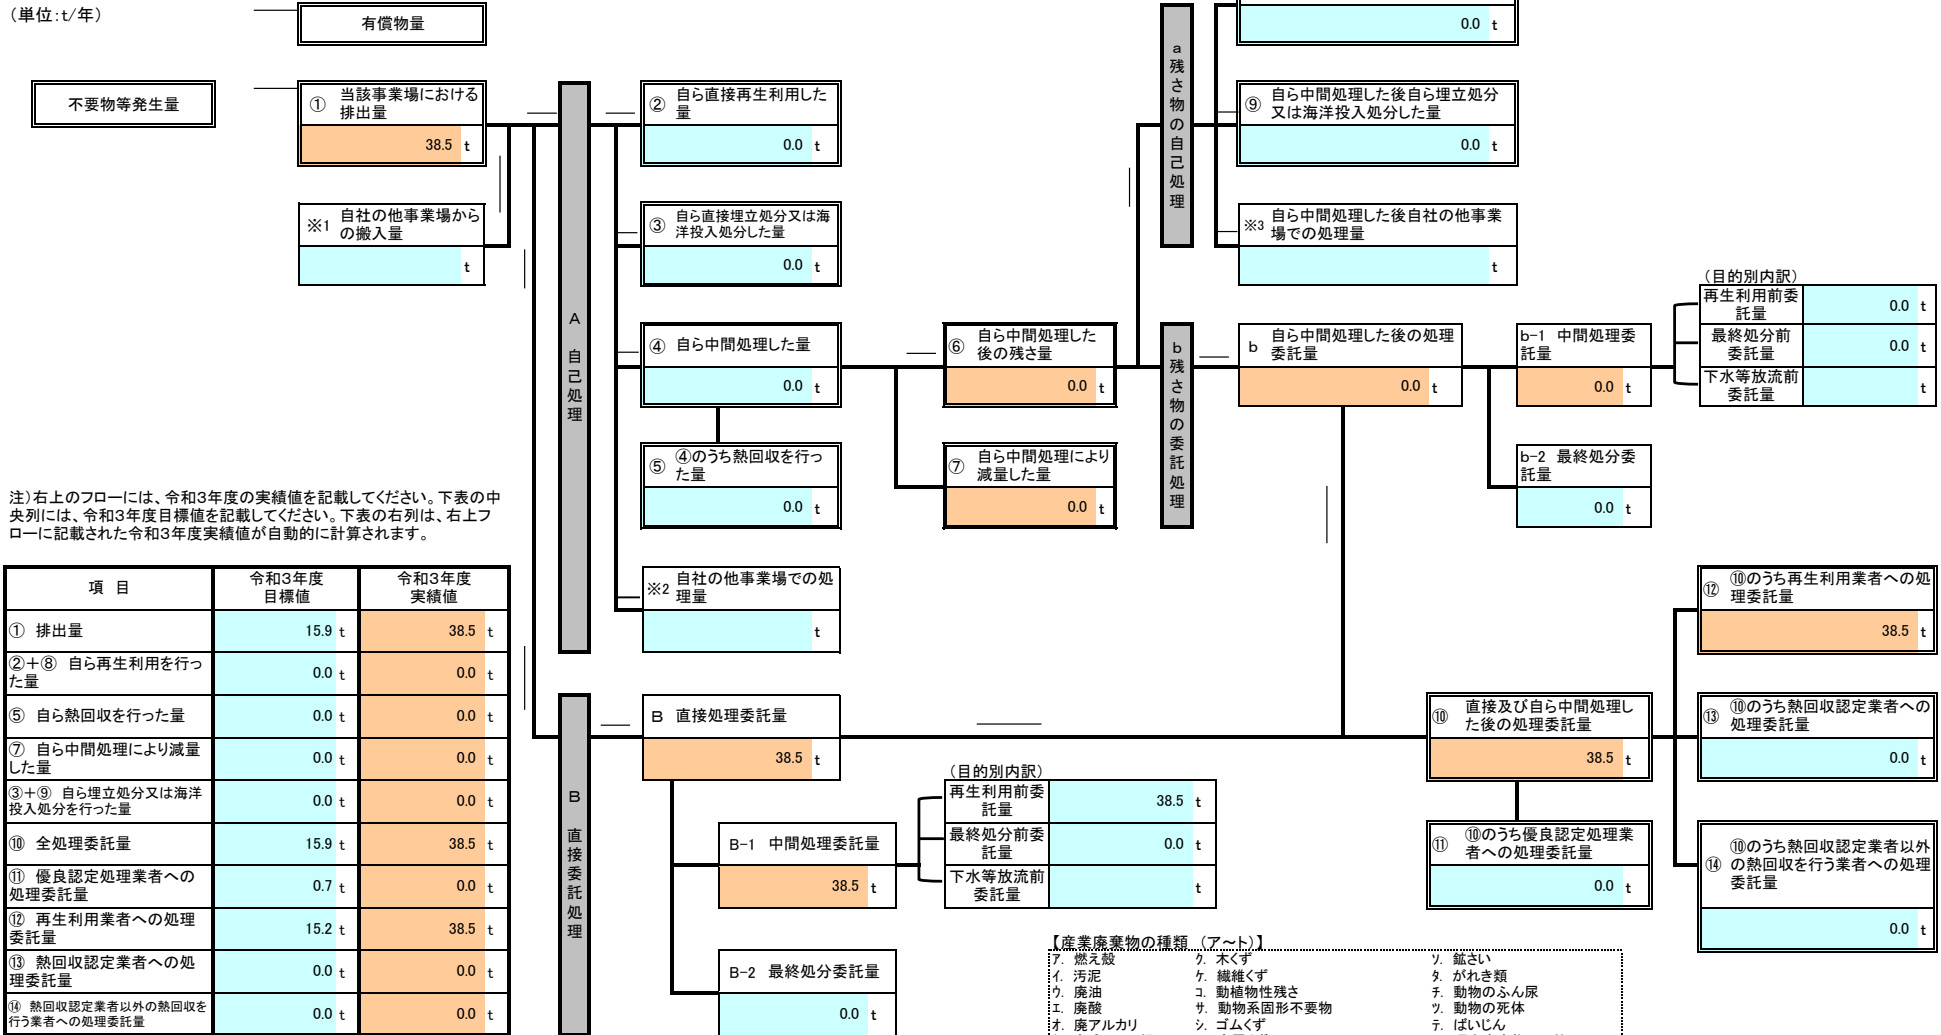 (単位:t/年)
有償物量
不要物等発生量
① 当該事業場における
排出量
38.5 t
※1 自社の他事業場から
の搬入量
t
A 自己処理
② 自ら直接再生利用した
量
0.0 t
③ 自ら直接埋立処分又は海
洋投入処分した量
0.0 t
④ 自ら中間処理した量
0.0 t
⑤ ④のうち熱回収を行っ
た量
0.0 t
※2 自社の他事業場での処
理量
t
⑥ 自ら中間処理した
後の残さ量
0.0 t
⑦ 自ら中間処理により
減量した量
0.0 t
a 残さ物の自己処理
0.0 t
⑨ 自ら中間処理した後自ら埋立処分
又は海洋投入処分した量
0.0 t
※3 自ら中間処理した後自社の他事業
場での処理量
t
b 残さ物の委託処理
b 自ら中間処理した後の処理
委託量
0.0 t
b-1 中間処理委
託量
0.0 t
b-2 最終処分委
託量
0.0 t
(目的別内訳)
再生利用前委
託量
0.0 t
最終処分前
委託量
0.0 t
下水等放流前
委託量
t
注)右上のフローには、令和3年度の実績値を記載してください。下表の中
央列には、令和3年度目標値を記載してください。下表の右列は、右上フ
ローに記載された令和3年度実績値が自動的に計算されます。
項 目
令和3年度
目標値
令和3年度
実績値
① 排出量 15.9 t 38.5 t
②+⑧ 自ら再生利用を行っ
た量 0.0 t 0.0 t
⑤ 自ら熱回収を行った量 0.0 t 0.0 t
⑦ 自ら中間処理により減量
した量 0.0 t 0.0 t
③+⑨ 自ら埋立処分又は海洋
投入処分を行った量 0.0 t 0.0 t
⑩ 全処理委託量 15.9 t 38.5 t
⑪ 優良認定処理業者への
処理委託量 0.7 t 0.0 t
⑫ 再生利用業者への処理
委託量 15.2 t 38.5 t
⑬ 熱回収認定業者への処
理委託量 0.0 t 0.0 t
⑭ 熱回収認定業者以外の熱回収を
行う業者への処理委託量 0.0 t 0.0 t
B 直接委託処理
B 直接処理委託量
38.5 t
B-1 中間処理委託量
38.5 t
B-2 最終処分委託量
0.0 t
(目的別内訳)
再生利用前委
託量
38.5 t
最終処分前委
託量
0.0 t
下水等放流前
委託量
t
⑩ 直接及び自ら中間処理し
た後の処理委託量
38.5 t
⑪ ⑩のうち優良認定処理業
者への処理委託量
0.0 t
⑫ ⑩のうち再生利用業者への処
理委託量
38.5 t
⑬ ⑩のうち熱回収認定業者への
処理委託量
0.0 t
⑭ ⑩のうち熱回収認定業者以外
の熱回収を行う業者への処理
委託量
0.0 t
【産業廃棄物の種類 (ア~ト)】
ア. 燃え殻 ク. 木くず ソ. 鉱さい
イ. 汚泥 ケ. 繊維くず タ. がれき類
ウ. 廃油 コ. 動植物性残さ チ. 動物のふん尿
エ. 廃酸 サ. 動物系固形不要物 ツ. 動物の死体
オ. 廃アルカリ シ. ゴムくず テ. ばいじん